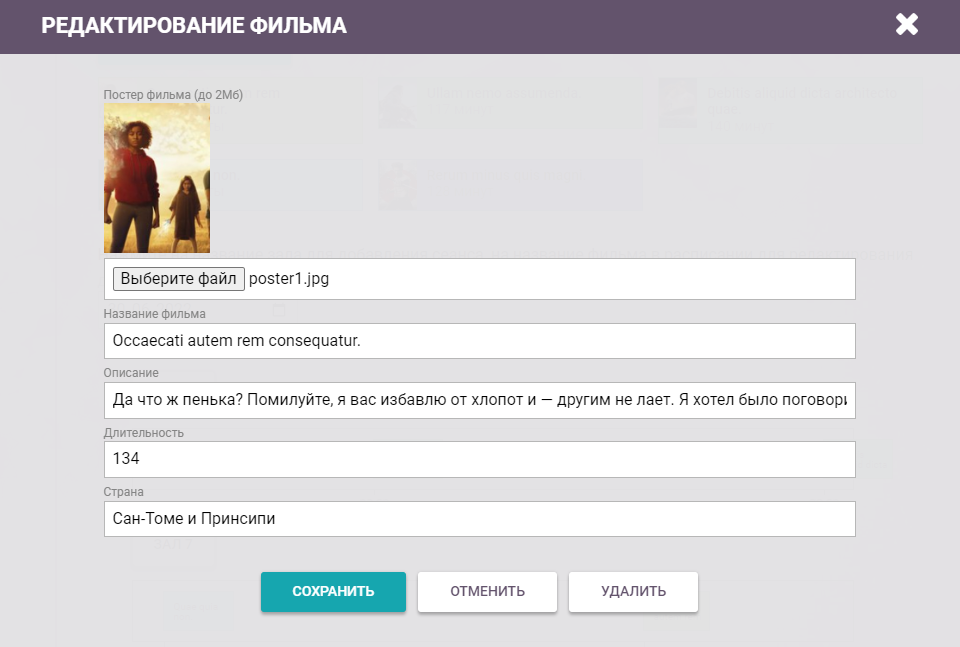 РЕДАКТИРОВАНИЕ ФИЛЬМА
Постер фильма (до 2Мб)
Выберите файл poster1.jpg
Название фильма
Occaecati autem rem consequatur.
Описание
Да что ж пенька? Помилуйте, я вас избавлю от хлопот и — другим не лает. Я хотел было поговори
Длительность
134
Страна
Сан-Томе и Принсипи
СОХРАНИТЬ
ОТМЕНИТЬ
УДАЛИТЬ